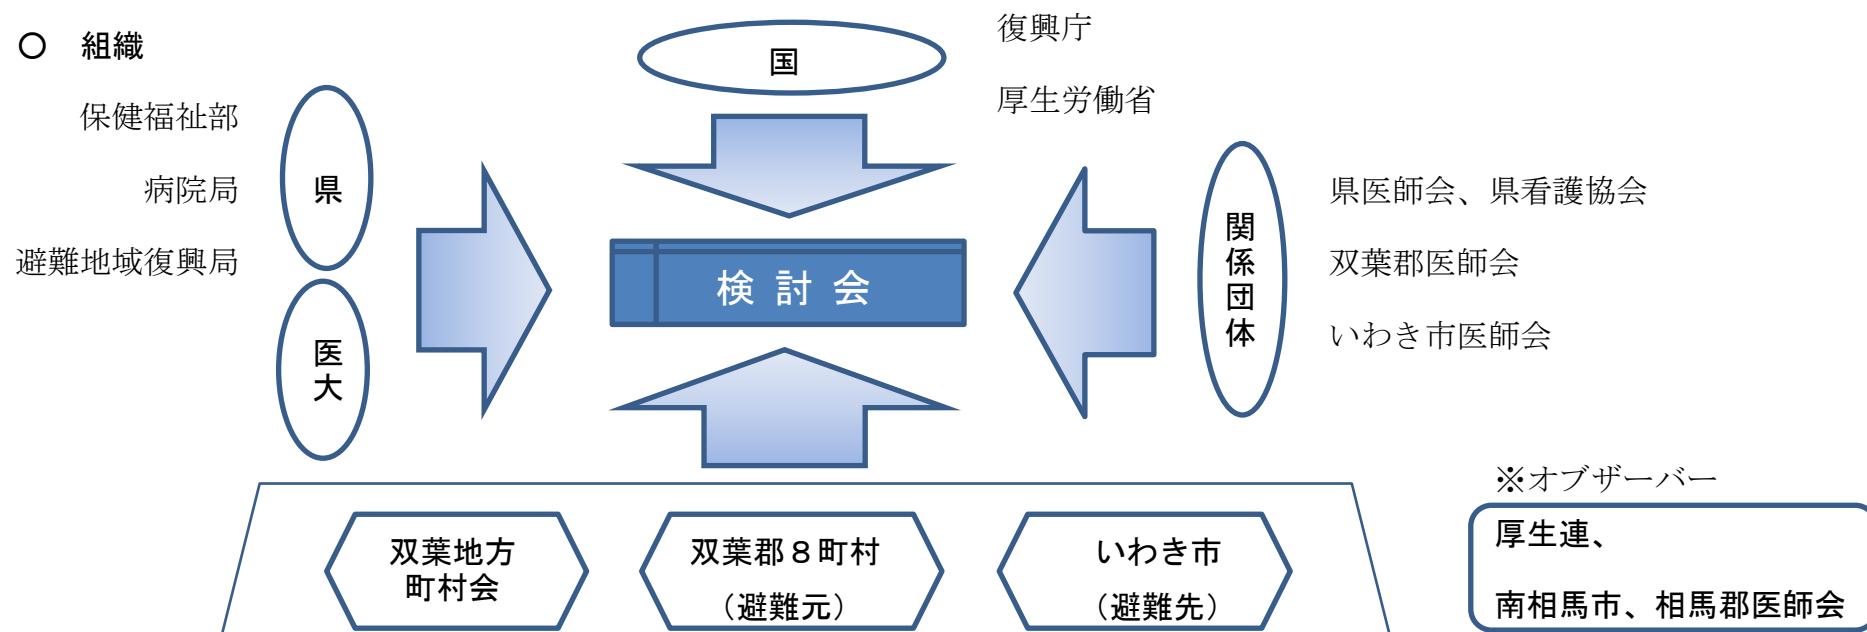 ○ 組織
国
復興庁
厚生労働省
保健福祉部
病院局
避難地域復興局
県
医大
検討会
関係団体
県医師会、県看護協会
双葉郡医師会
いわき市医師会
双葉地方
町村会
双葉郡８町村
（避難元）
いわき市
（避難先）
※オブザーバー
厚生連、
南相馬市、相馬郡医師会